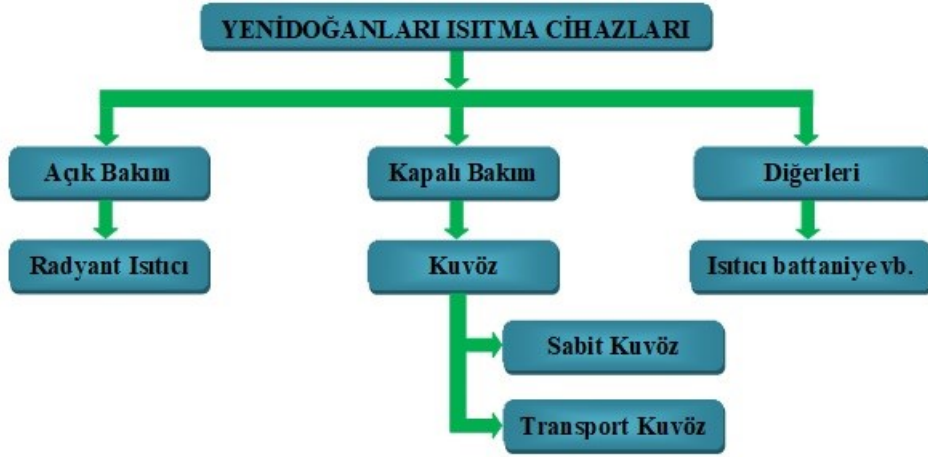 YENİDOĞANLARI ISITMA CİHAZLARI
Açık Bakım
Kapalı Bakım
Diğerleri
Radyant Isıtıcı
Kuvöz
Isıtıcı battaniye vb.
Sabit Kuvöz
Transport Kuvöz